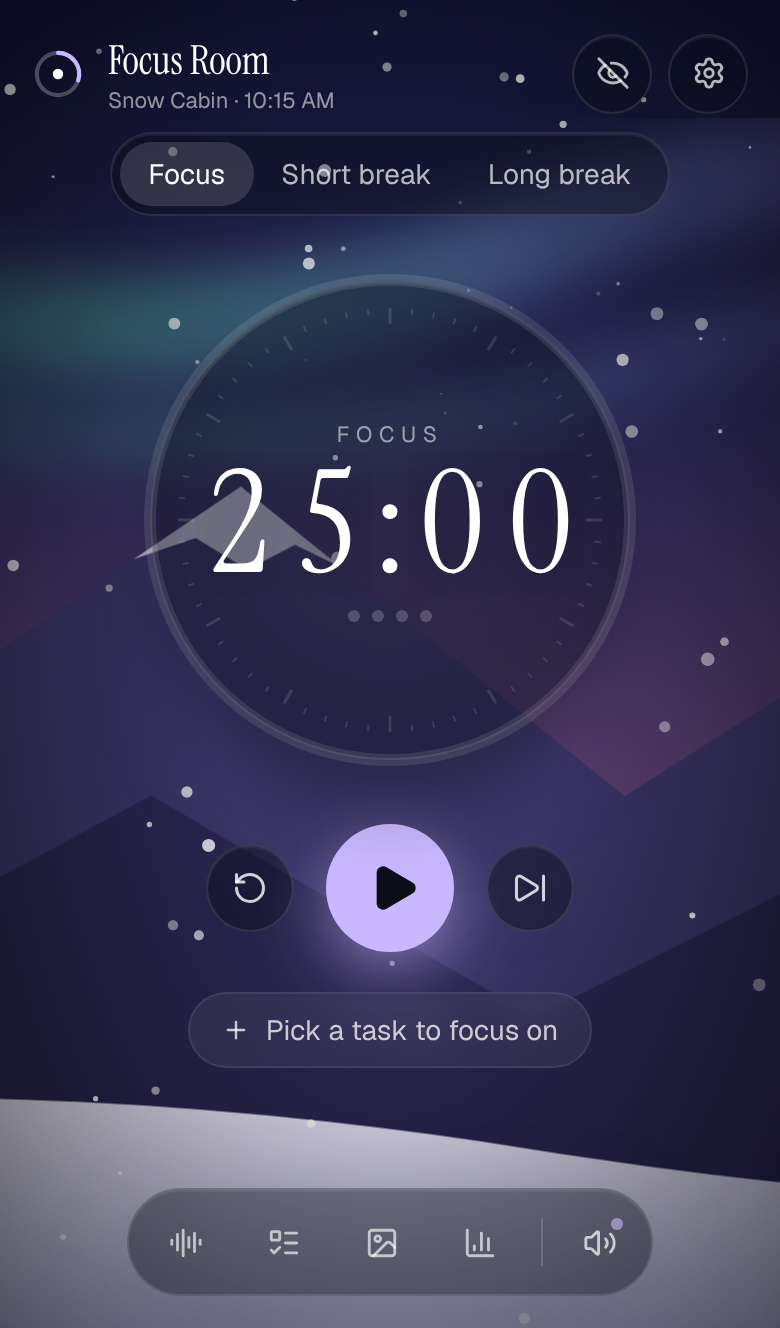 Focus Room
Snow Cabin · 10:15 AM
Focus Short break Long break
FOCUS
25:00
Pick a task to focus on